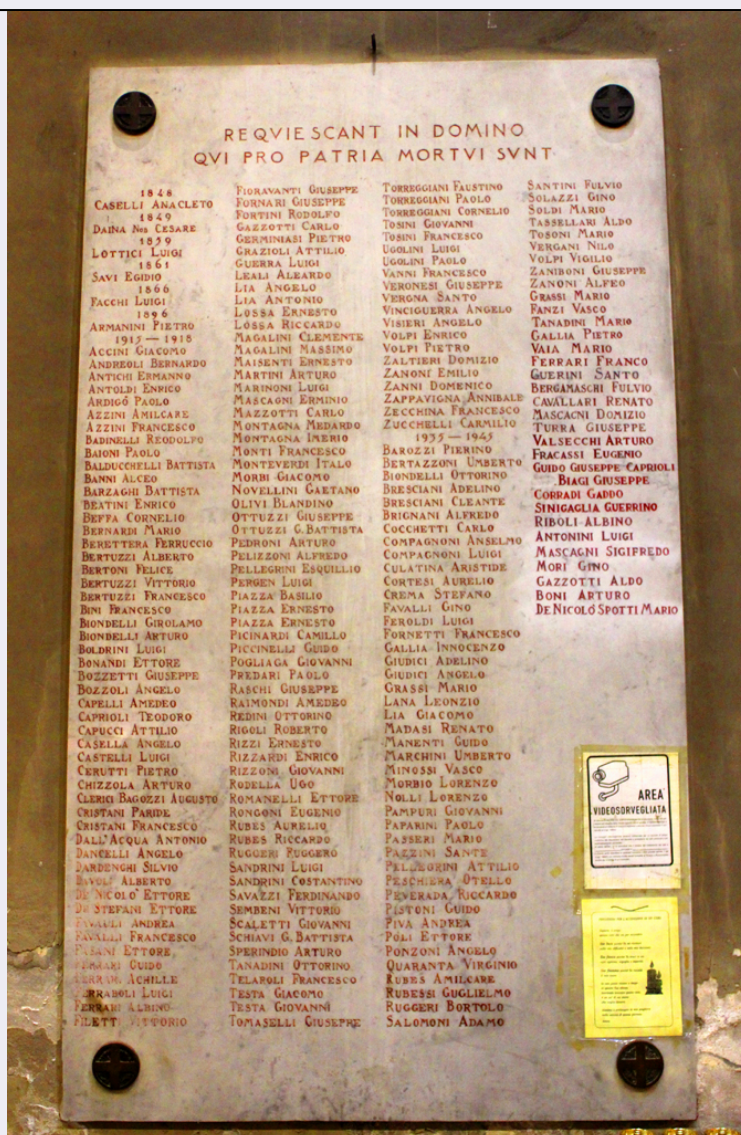 REQVIESCANT IN DOMINO
QVI PRO PATRIA MORTVI SVNT
1848
CASELLI ANACLETO
1849
DAINA NOB CESARE
1859
LOTTICI LUIGI
1861
SAVI EGIDIO
1866
FACCHI LUIGI
1896
ARMANINI PIETRO
1915 — 1918
ACCINI GIACOMO
ANDREOLI BERNARDO
ANTICHI ERMANNO
ANTOLDI ENRICO
ARDIGÒ PAOLO
AZZINI AMILCARE
AZZINI FRANCESCO
BADINELLI REODOLFO
BAIONI PAOLO
BALDUCCHELLI BATTISTA
BANNI ALCEO
BARZAGHI BATTISTA
BEATINI ENRICO
BEFFA CORNELIO
BERNARDI MARIO
BERETTERA FERRUCCIO
BERTUZZI ALBERTO
BERTONI FELICE
BERTUZZI VITTORIO
BERTUZZI FRANCESCO
BINI FRANCESCO
BIONDELLI GIROLAMO
BIONDELLI ARTURO
BOLDRINI LUIGI
BONANDI ETTORE
BOZZETTI GIUSEPPE
BOZZOLI ANGELO
CAPELLI AMEDEO
CAPRIOLI TEODORO
CAPUCCI ATTILIO
CASELLA ANGELO
CASTELLI LUIGI
CERUTTI PIETRO
CHIZZOLA ARTURO
CLERICI BAGOZZI AUGUSTO
CRISTANI PARIDE
CRISTANI FRANCESCO
DALL'ACQUA ANTONIO
DANCELLI ANGELO
DARDENGHI SILVIO
ALBERTO
DE NICOLO' ETTORE
DE STEFANI ETTORE
FAVALLI ANDREA
FAVALLI FRANCESCO
ETTORE
FERRARI GUIDO
FERRARI ACHILLE
FERRABOLI LUIGI
FERRARI ALBINO
FILETTI VITTORIO
FIORAVANTI GIUSEPPE
FORNARI GIUSEPPE
FORTINI RODOLFO
GAZZOTTI CARLO
GERMINIASI PIETRO
GRAZIOLI ATTILIO
GUERRA LUIGI
LEALI ALEARDO
LIA ANGELO
LIA ANTONIO
LOSSA ERNESTO
LOSSA RICCARDO
MAGALINI CLEMENTE
MAGALINI MASSIMO
MAISENTI ERNESTO
MARTINI ARTURO
MARINONI LUIGI
MASCAGNI ERMINIO
MAZZOTTI CARLO
MONTAGNA MEDARDO
MONTAGNA IMERIO
MONTI FRANCESCO
MONTEVERDI ITALO
MORBI GIACOMO
NOVELLINI GAETANO
OLIVI BLANDINO
OTTUZZI GIUSEPPE
OTTUZZI G. BATTISTA
PEDRONI ARTURO
PELIZZONI ALFREDO
PELLEGRINI ESQUILLIO
PERGEN LUIGI
PIAZZA BASILIO
PIAZZA ERNESTO
PIAZZA ERNESTO
PICINARDI CAMILLO
PICCINELLI GUIDO
POGLIAGA GIOVANNI
PREDARI PAOLO
RASCHI GIUSEPPE
RAIMONDI AMEDEO
REDINI OTTORINO
RIGOLI ROBERTO
RIZZI ERNESTO
RIZZARDI ENRICO
RIZZONI GIOVANNI
RODELLA UGO
ROMANELLI ETTORE
RONGONI EUGENIO
RUBES AURELIO
RUBES RICCARDO
RUGGERI RUGGERO
SANDRINI LUIGI
SANDRINI COSTANTINO
SAVAZZI FERDINANDO
SEMBENI VITTORIO
SCALETTI GIOVANNI
SCHIAVI G. BATTISTA
SPERINDIO ARTURO
TANADINI OTTORINO
TELAROLI FRANCESCO
TESTA GIACOMO
TESTA GIOVANNI
TOMASELLI GIUSEPPE
TORREGGIANI FAUSTINO
TORREGGIANI PAOLO
TORREGGIANI CORNELIO
TOSINI GIOVANNI
TOSINI FRANCESCO
UGOLINI LUIGI
UGOLINI PAOLO
VANNI FRANCESCO
VERONESI GIUSEPPE
VERGNA SANTO
VINCIGUERRA ANGELO
VISIERI ANGELO
VOLPI ENRICO
VOLPI PIETRO
ZALTIERI DOMIZIO
ZANONI EMILIO
ZANNI DOMENICO
ZAPPAVIGNA ANNIBALE
ZECCHINA FRANCESCO
ZUCCHELLI CARMILIO
1935 — 1945
BAROZZI PIERINO
BERTAZZONI UMBERTO
BIONDELLI OTTORINO
BRESCIANI ADELINO
BRESCIANI CLEANTE
BRIGNANI ALFREDO
COCCHETTI CARLO
COMPAGNONI ANSELMO
COMPAGNONI LUIGI
CULATINA ARISTIDE
CORTESI AURELIO
CREMA STEFANO
FAVALLI GINO
FEROLDI LUIGI
FORNETTI FRANCESCO
GALLIA INNOCENZO
GIUDICI ADELINO
GIUDICI ANGELO
GRASSI MARIO
LANA LEONZIO
LIA GIACOMO
MADASI RENATO
MANENTI GUIDO
MARCHINI UMBERTO
MINOSSI VASCO
MORBIO LORENZO
NOLLI LORENZO
PAMPURI GIOVANNI
PAPARINI PAOLO
PASSERI MARIO
PAZZINI SANTE
PELLEGRINI ATTILIO
PESCHIERA OTELLO
PEVERADA RICCARDO
PISTONI GUIDO
PIVA ANDREA
POLI ETTORE
PONZONI ANGELO
QUARANTA VIRGINIO
RUBES AMILCARE
RUBESSI GUGLIELMO
RUGGERI BORTOLO
SALOMONI ADAMO
SANTINI FULVIO
SOLAZZI GINO
SOLDI MARIO
TASSELLARI ALDO
TOSONI MARIO
VERGANI NILO
VOLPI VIGILIO
ZANIBONI GIUSEPPE
ZANONI ALFEO
GRASSI MARIO
FANZI VASCO
TANADINI MARIO
GALLIA PIETRO
VAIA MARIO
FERRARI FRANCO
GUERINI SANTO
BERGAMASCHI FULVIO
CAVALLARI RENATO
MASCAGNI DOMIZIO
TURRA GIUSEPPE
VALSECCHI ARTURO
FRACASSI EUGENIO
GUIDO GIUSEPPE CAPRIOLI
BIAGI GIUSEPPE
CORRADI GADDO
SINIGAGLIA GUERRINO
RIBOLI ALBINO
ANTONINI LUIGI
MASCAGNI SIGIFREDO
MORI GINO
GAZZOTTI ALDO
BONI ARTURO
DE NICOLÓ SPOTTI MARIO
AREA
VIDEOSORVEGLIATA